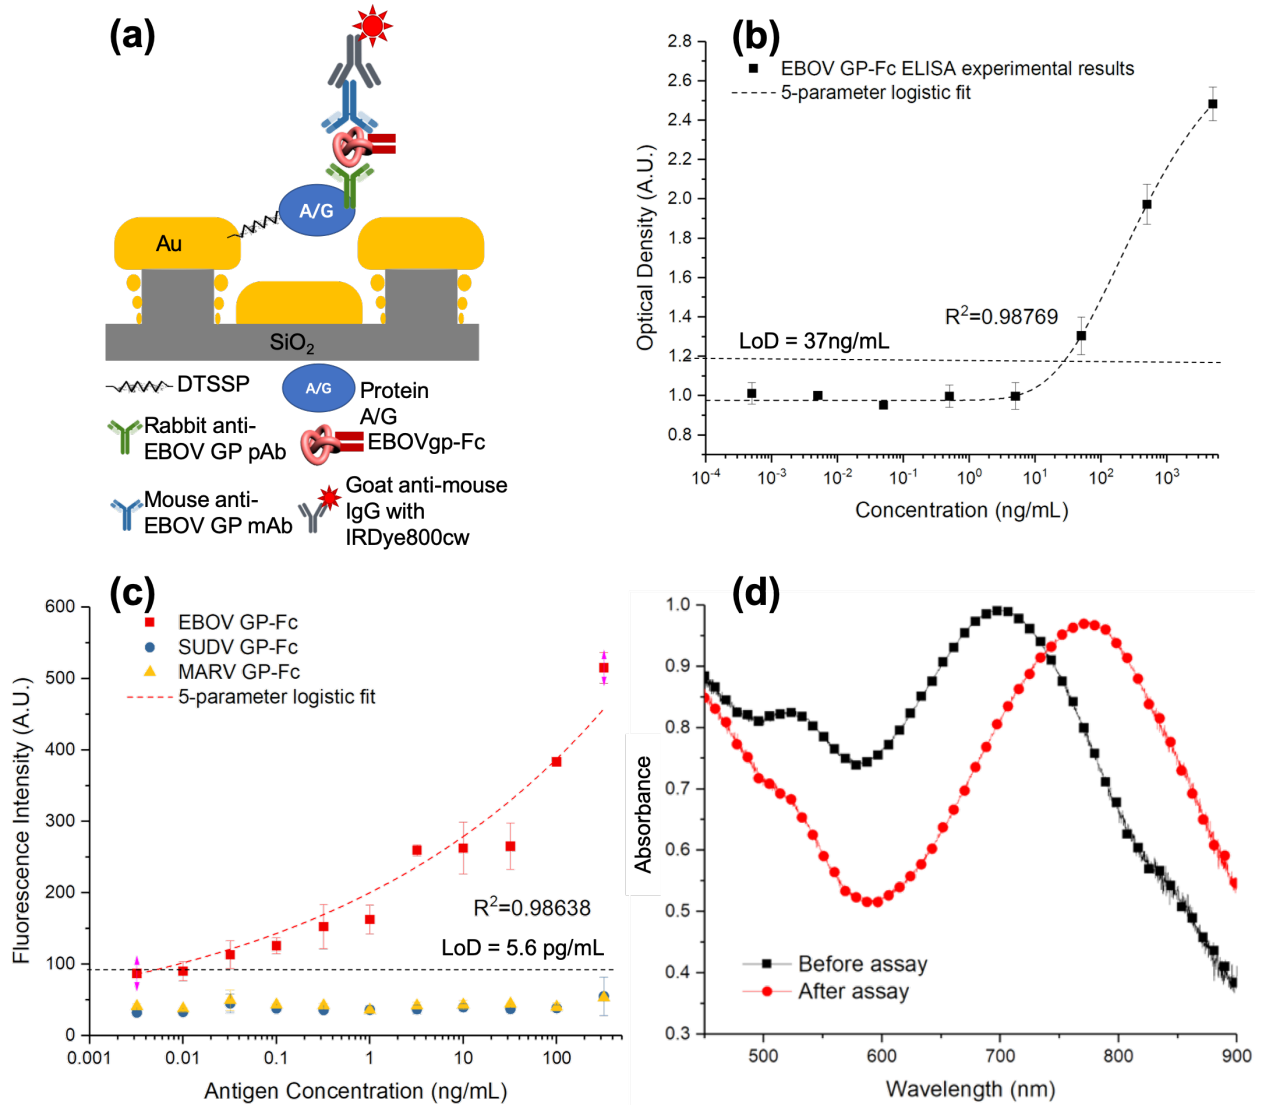 (a)
A/G
Au
SiO2
DTSSP
A/G
Protein
A/G
Rabbit anti-
EBOV GP pAb
EBOVgp-Fc
Mouse anti-
EBOV GP mAb
Goat anti-mouse
IgG with
IRDye800cw
(b)
EBOV GP-Fc ELISA experimental results
5-parameter logistic fit
R2=0.98769
LoD = 37ng/mL
Optical Density (A.U.)
2.8
2.6
2.4
2.2
2.0
1.8
1.6
1.4
1.2
1.0
0.8
10-4 10-3 10-2 10-1 100 101 102 103
Concentration (ng/mL)
(c)
EBOV GP-Fc
SUDV GP-Fc
MARV GP-Fc
5-parameter logistic fit
R2=0.98638
LoD = 5.6 pg/mL
Fluorescence Intensity (A.U.)
600
500
400
300
200
100
0
0.001 0.01 0.1 1 10 100
Antigen Concentration (ng/mL)
(d)
Absorbance
1.0
0.9
0.8
0.7
0.6
0.5
0.4
0.3
Before assay
After assay
500 600 700 800 900
Wavelength (nm)